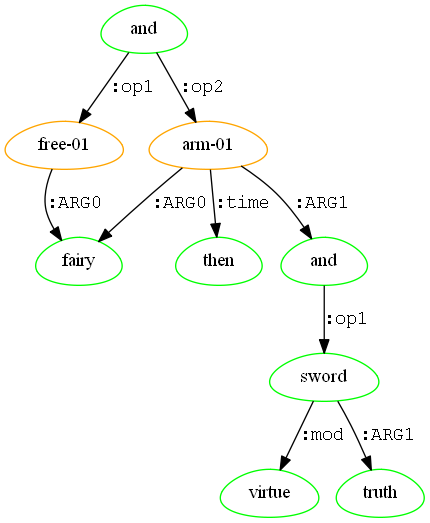 and
:op1
:op2
free-01
arm-01
:ARG0
:ARG0
:time
:ARG1
fairy
then
and
:op1
sword
:mod
:ARG1
virtue
truth